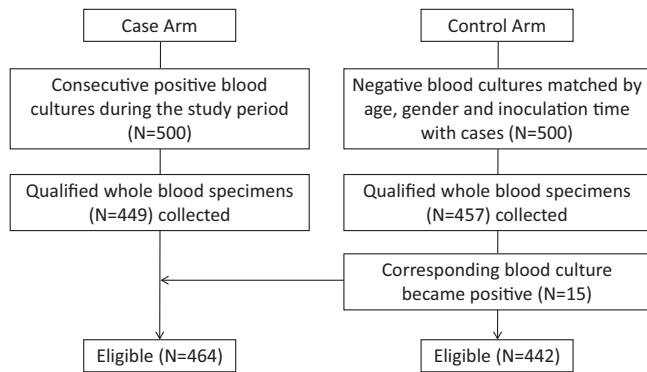 Case Arm
Control Arm
Consecutive positive blood
cultures during the study period
(N=500)
Negative blood cultures matched by
age, gender and inoculation time
with cases (N=500)
Qualified whole blood specimens
(N=449) collected
Qualified whole blood specimens
(N=457) collected
Corresponding blood culture
became positive (N=15)
Eligible (N=464)
Eligible (N=442)